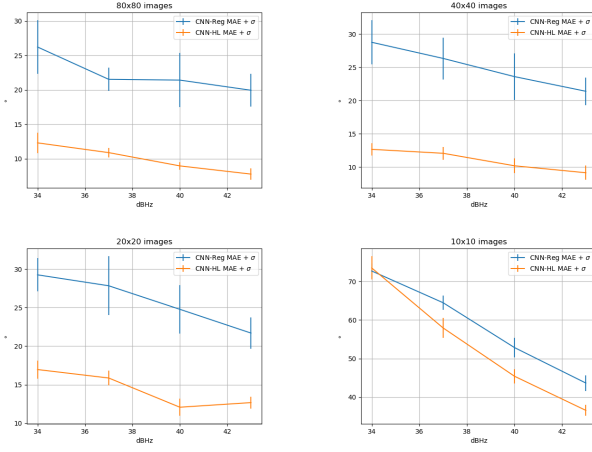 80x80 images
CNN-Reg MAE + σ
CNN-HL MAE + σ
30
25
20
15
10
°
34 36 38 40 42
dBHz
40x40 images
CNN-Reg MAE + σ
CNN-HL MAE + σ
30
25
20
15
10
°
34 36 38 40 42
dBHz
20x20 images
CNN-Reg MAE + σ
CNN-HL MAE + σ
30
25
20
15
10
°
34 36 38 40 42
dBHz
10x10 images
CNN-Reg MAE + σ
CNN-HL MAE + σ
70
60
50
40
°
34 36 38 40 42
dBHz